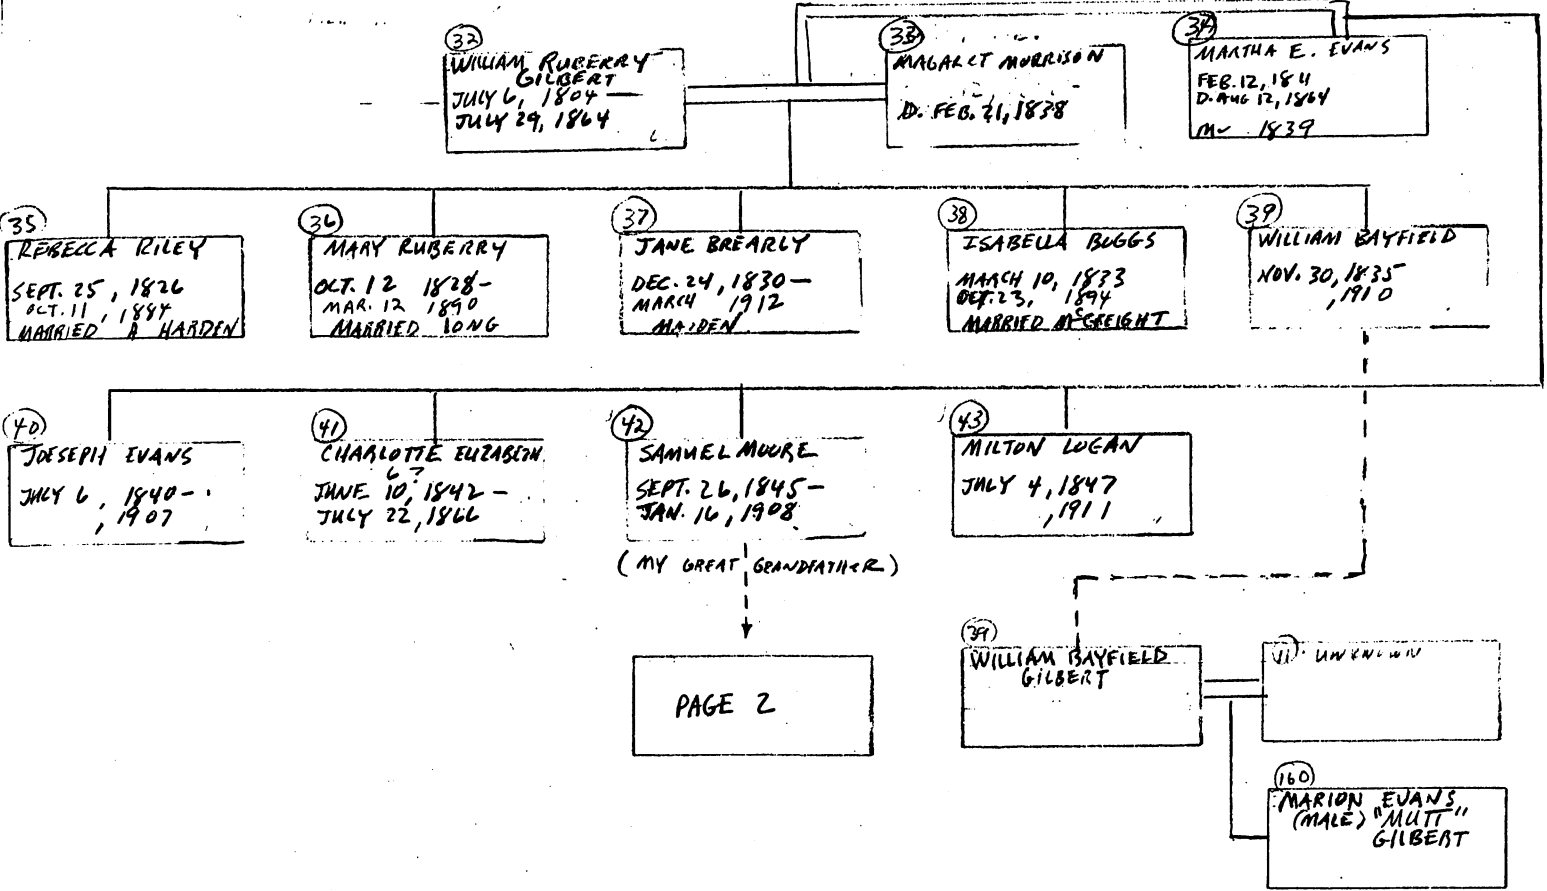 32
WILLIAM RUBERRY
GILBERT
JULY 6, 1804 —
JULY 29, 1864
33
MAGARET MORRISON
D. FEB. 21, 1838
34
MARTHA E. EVANS
FEB. 12, 1811
D. AUG 12, 1864
M 1839
35
REBECCA RILEY
SEPT. 25, 1826
OCT. 11, 1884
MARRIED A HARDEN
36
MARY RUBERRY
OCT. 12 1828 -
MAR. 12 1890
MARRIED LONG
37
JANE BREARLY
DEC. 24, 1830 —
MARCH 1912
MAIDEN
38
ISABELLA BOGGS
MARCH 10, 1833
OCT. 23, 1894
MARRIED McCREIGHT
39
WILLIAM BAYFIELD
NOV. 30, 1835
, 1910
40
JOESEPH EVANS
JULY 6, 1840 -
, 1907
41
CHARLOTTE ELIZABETH
6 ?
JUNE 10, 1842 -
JULY 22, 1866
42
SAMUEL MOORE
SEPT. 26, 1845 -
JAN. 16, 1908
(MY GREAT GRANDFATHER)
43
MILTON LOGAN
JULY 4, 1847
, 1911
PAGE 2
39
WILLIAM BAYFIELD
GILBERT
UNKNOWN
160
MARION EVANS
(MALE) "MUTT"
GILBERT